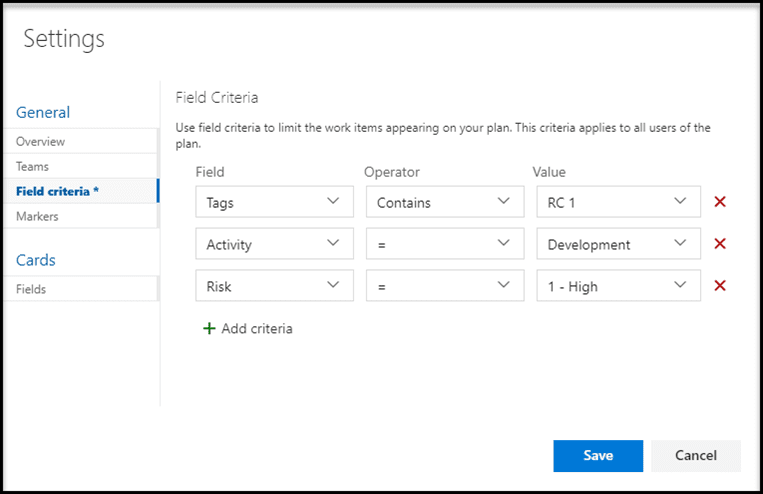 Settings
General
Overview
Teams
Field criteria *
Markers
Cards
Fields
Field Criteria
Use field criteria to limit the work items appearing on your plan. This criteria applies to all users of the
plan.
Field Operator Value
Tags Contains RC 1
Activity = Development
Risk = 1 - High
+ Add criteria
Save Cancel